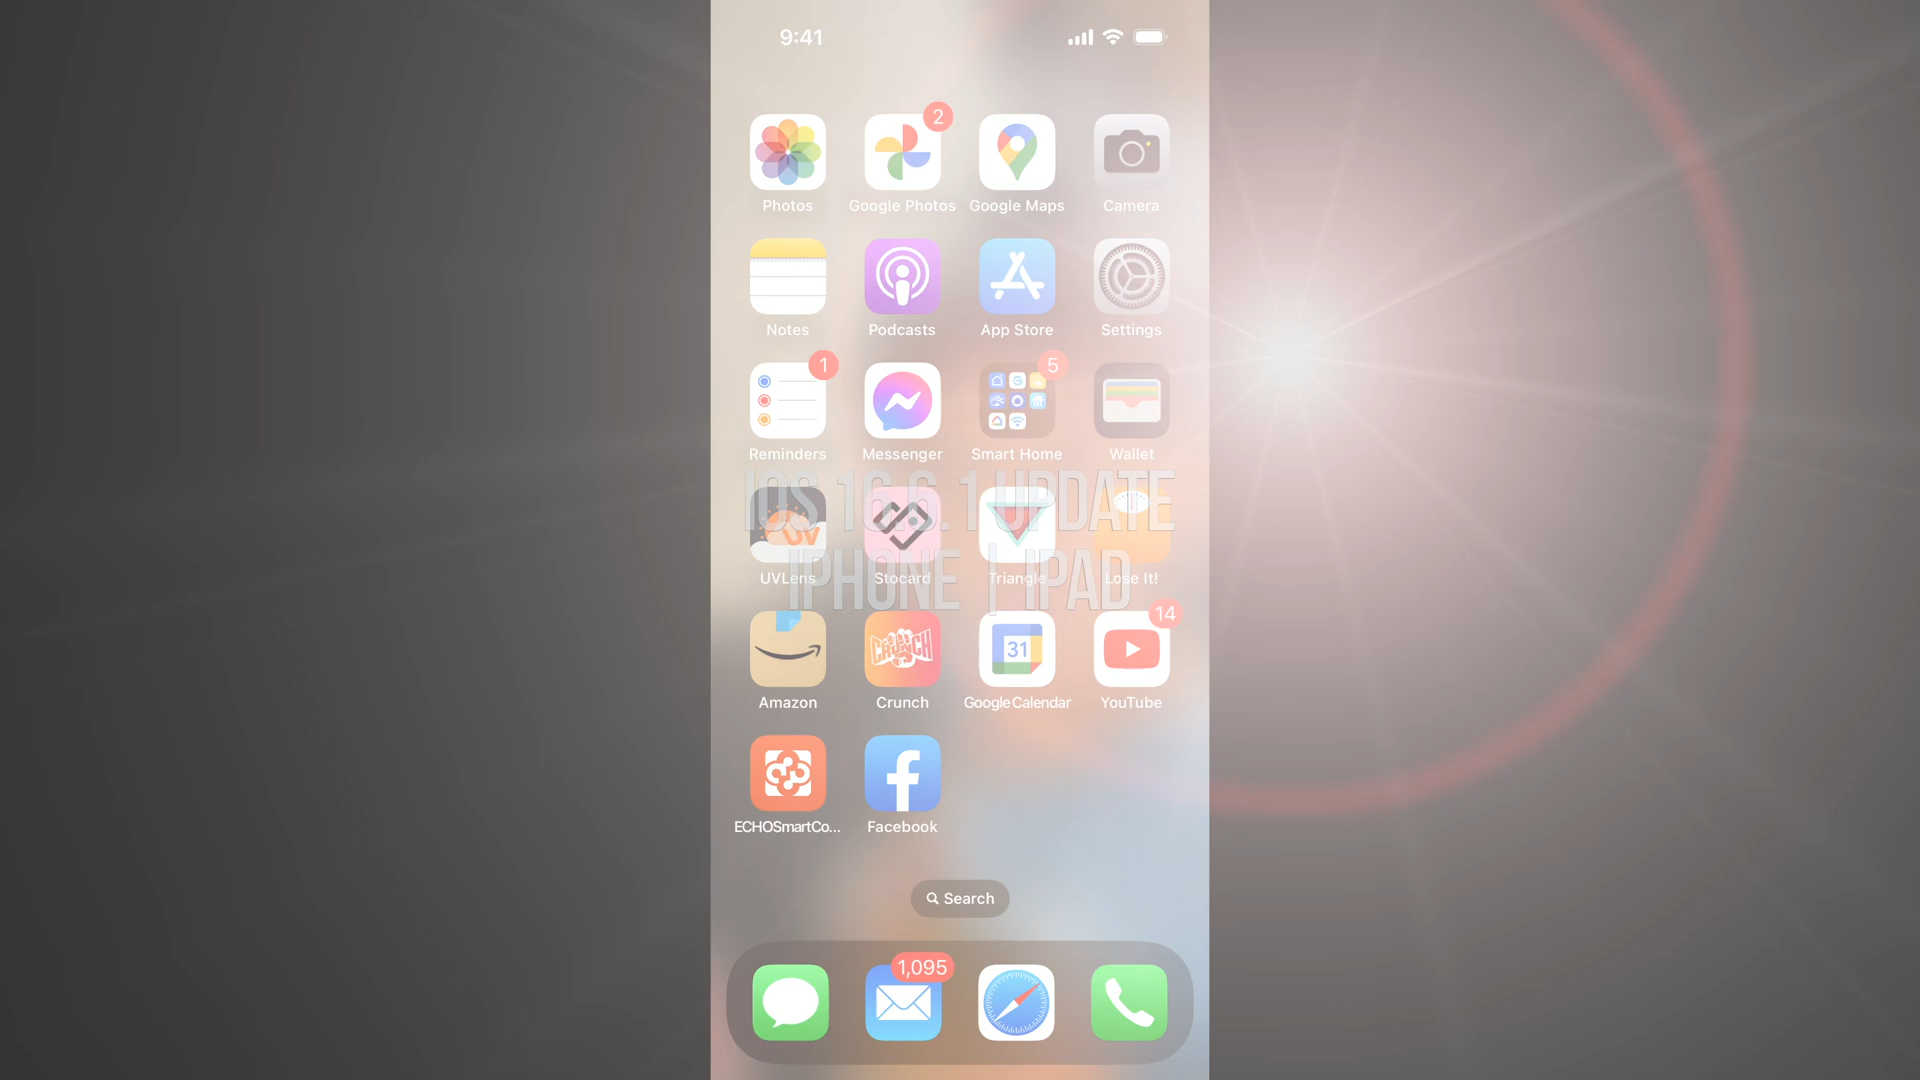 9:41
2
Photos Google Photos Google Maps Camera
Notes Podcasts App Store Settings
1 5
Reminders Messenger Smart Home Wallet
IOS 16.6.1 UPDATE
UV
IPHONE | IPAD
UVLens Stocard Triangle Lose It!
14
CRUNCH 31
Amazon Crunch Google Calendar YouTube
ECHOSmartCo... Facebook
Search
1,095